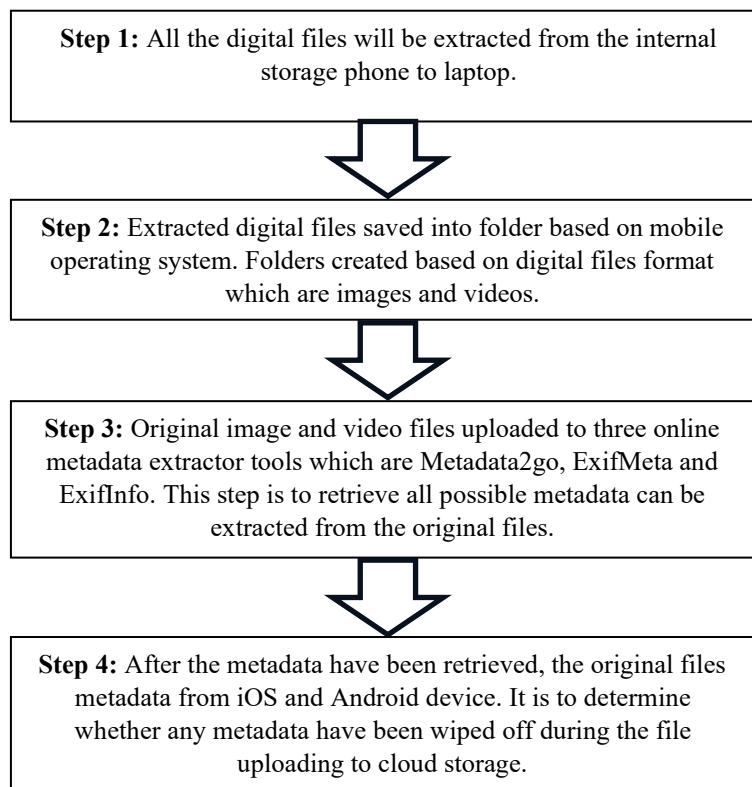 Step 1: All the digital files will be extracted from the internal
storage phone to laptop.
Step 2: Extracted digital files saved into folder based on mobile
operating system. Folders created based on digital files format
which are images and videos.
Step 3: Original image and video files uploaded to three online
metadata extractor tools which are Metadata2go, ExifMeta and
ExifInfo. This step is to retrieve all possible metadata can be
extracted from the original files.
Step 4: After the metadata have been retrieved, the original files
metadata from iOS and Android device. It is to determine
whether any metadata have been wiped off during the file
uploading to cloud storage.